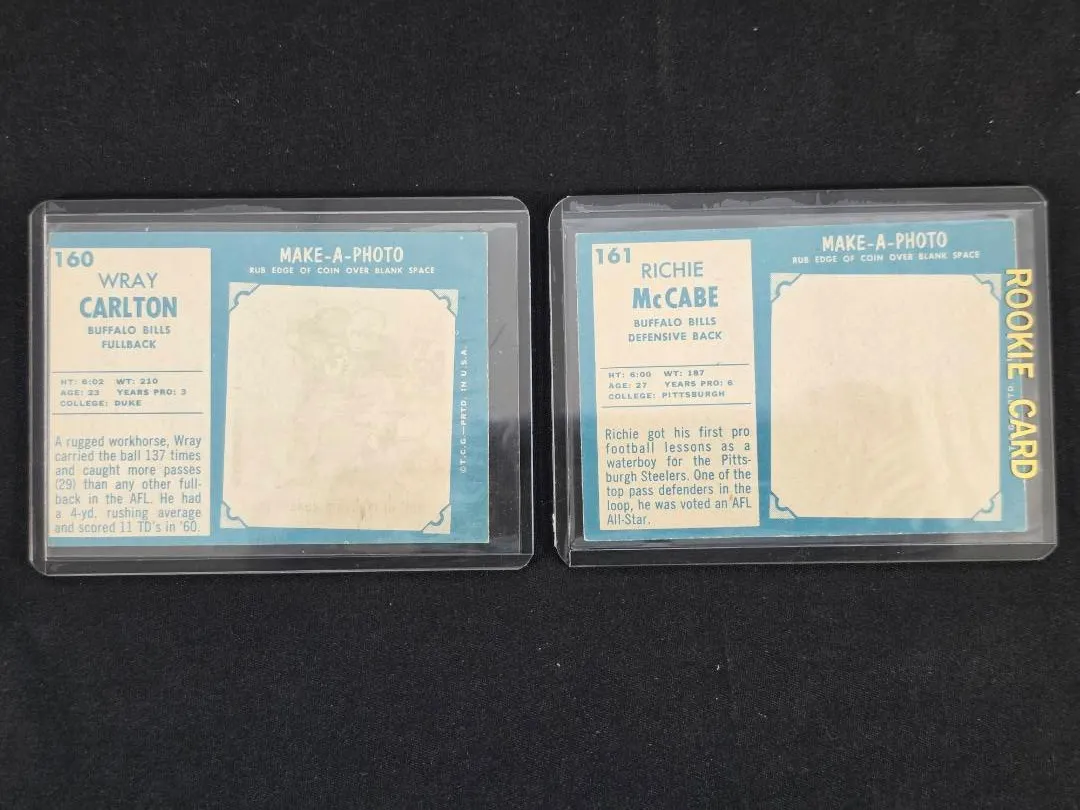 160
WRAY
CARLTON
BUFFALO BILLS
FULLBACK
HT: 6:02 WT: 210
AGE: 23 YEARS PRO: 3
COLLEGE: DUKE
A rugged workhorse, Wray
carried the ball 137 times
and caught more passes
(29) than any other full-
back in the AFL. He had
a 4-yd. rushing average
and scored 11 TD's in '60.
MAKE-A-PHOTO
RUB EDGE OF COIN OVER BLANK SPACE
©T.C.G.—PRTD. IN U.S.A.
161
RICHIE
McCABE
BUFFALO BILLS
DEFENSIVE BACK
HT: 6:00 WT: 187
AGE: 27 YEARS PRO: 6
COLLEGE: PITTSBURGH
Richie got his first pro
football lessons as a
waterboy for the Pitts-
burgh Steelers. One of the
top pass defenders in the
loop, he was voted an AFL
All-Star.
MAKE-A-PHOTO
RUB EDGE OF COIN OVER BLANK SPACE
ROOKIE CARD